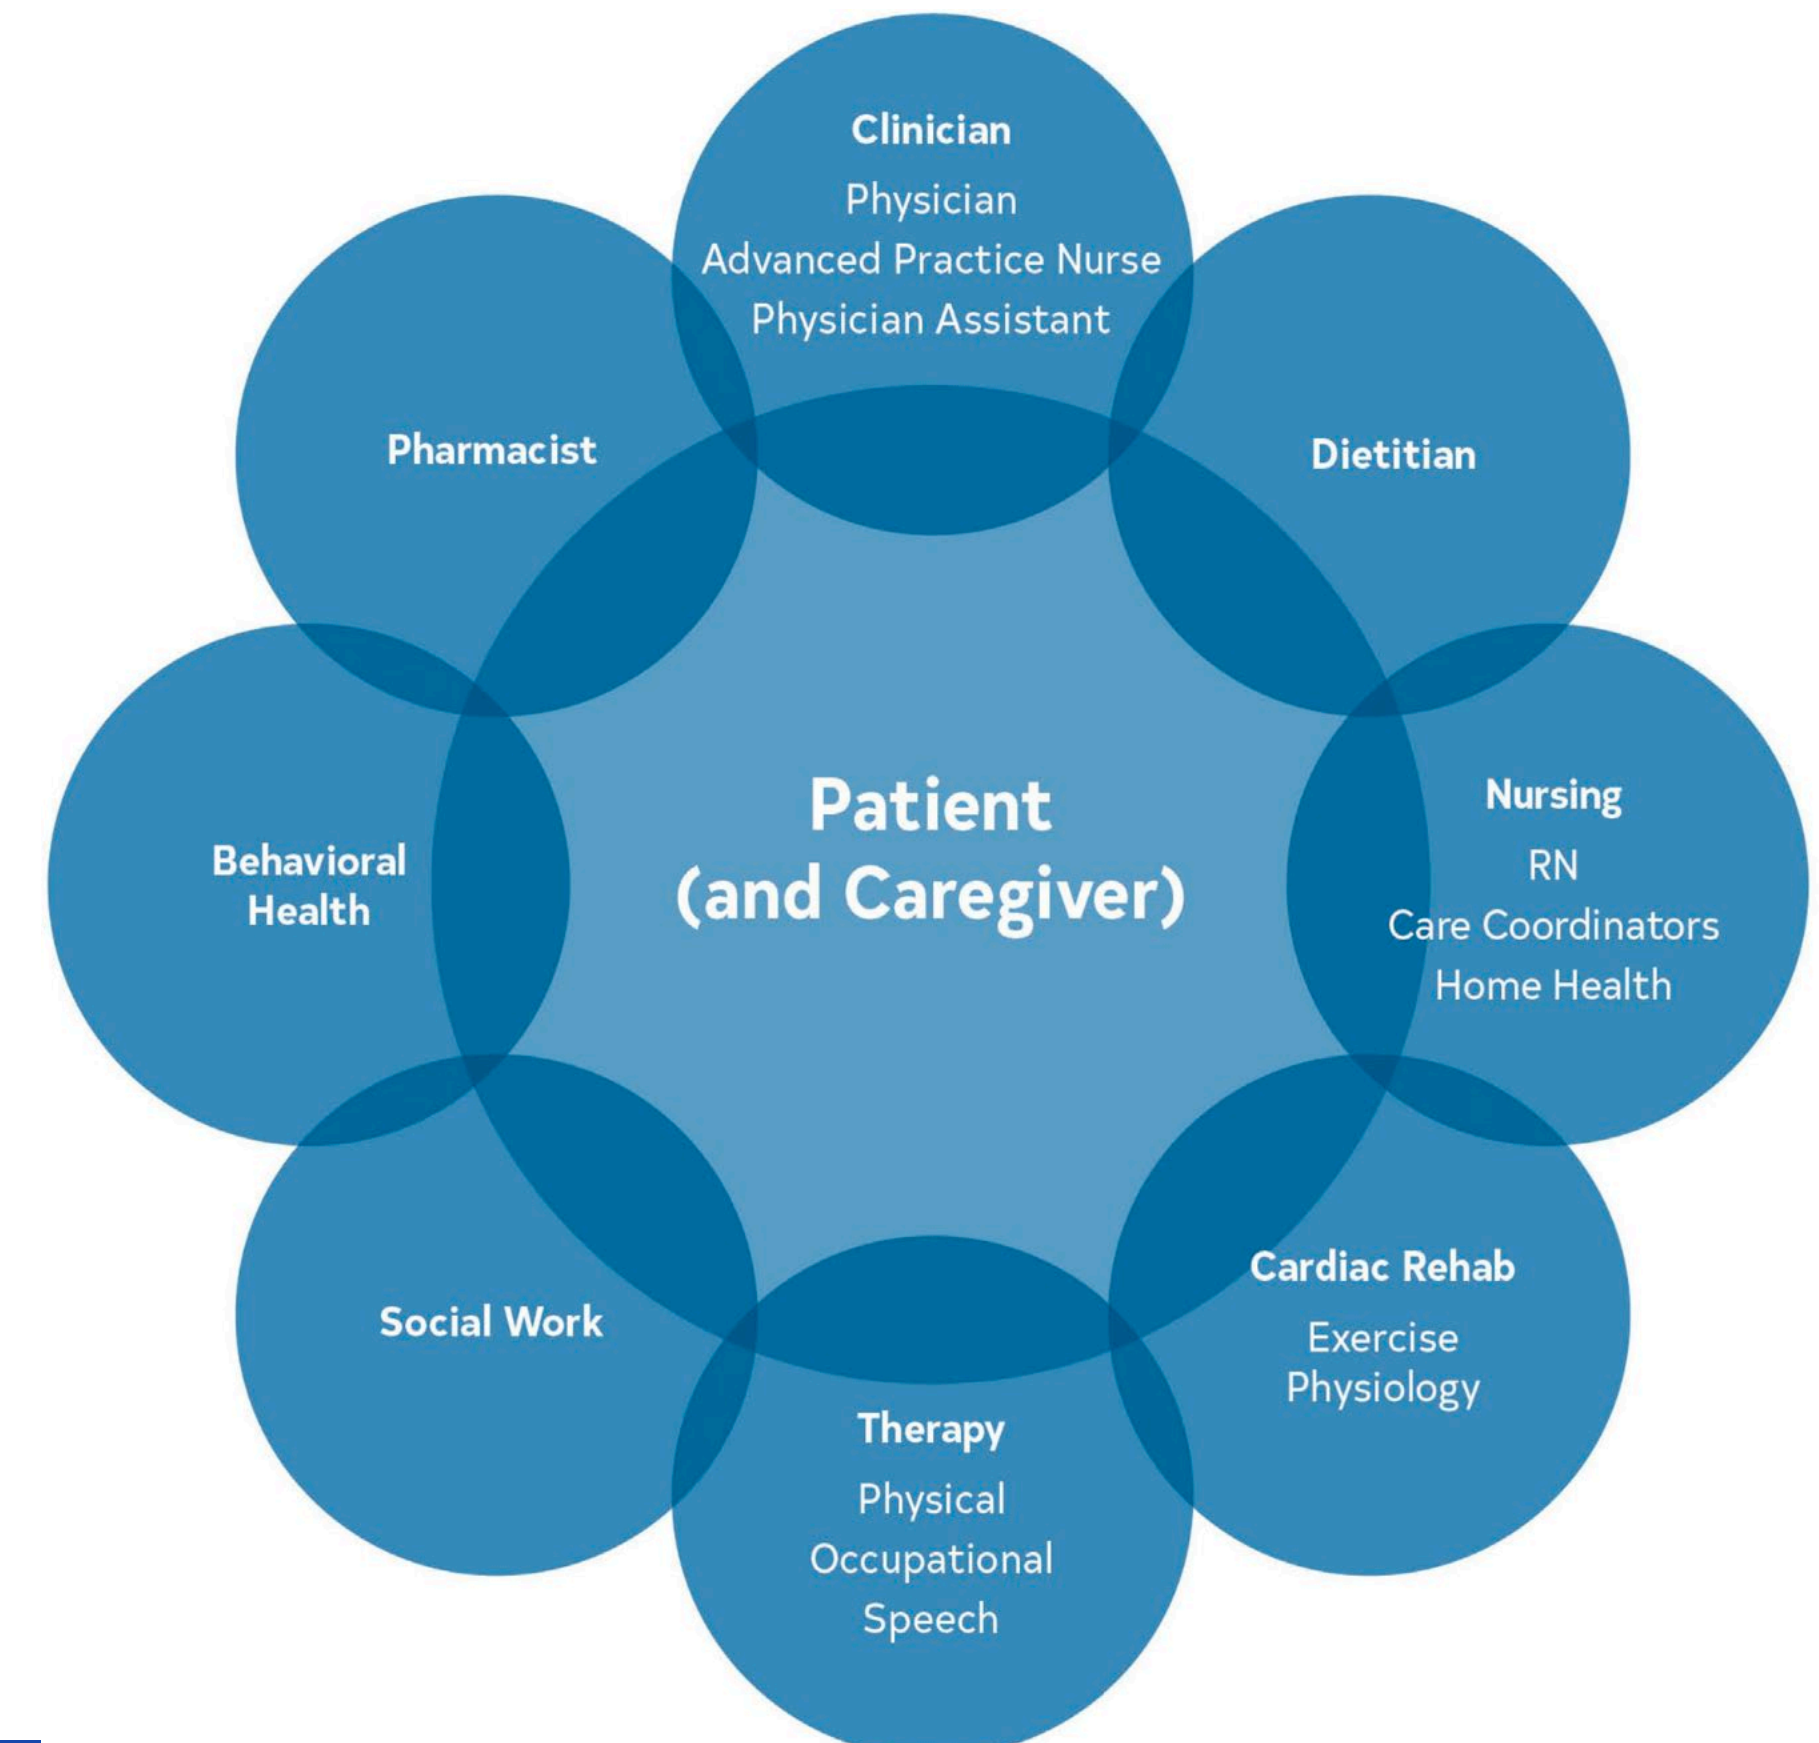 Clinician
Physician
Advanced Practice Nurse
Physician Assistant
Pharmacist
Dietitian
Patient
(and Caregiver)
Behavioral
Health
Nursing
RN
Care Coordinators
Home Health
Social Work
Cardiac Rehab
Exercise
Physiology
Therapy
Physical
Occupational
Speech